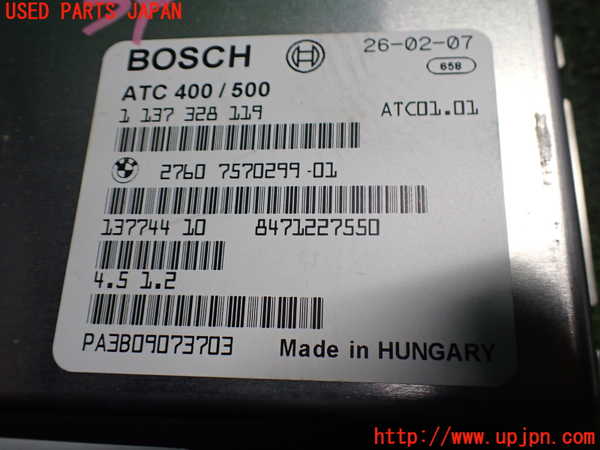 USED PARTS JAPAN
BOSCH
26-02-07
658
ATC 400 / 500
1 137 328 119
ATC01.01
2760 7570299-01
137744 10 8471227550
4.5 1.2
PA3B09073703
Made in HUNGARY
http://www.upjpn.com/